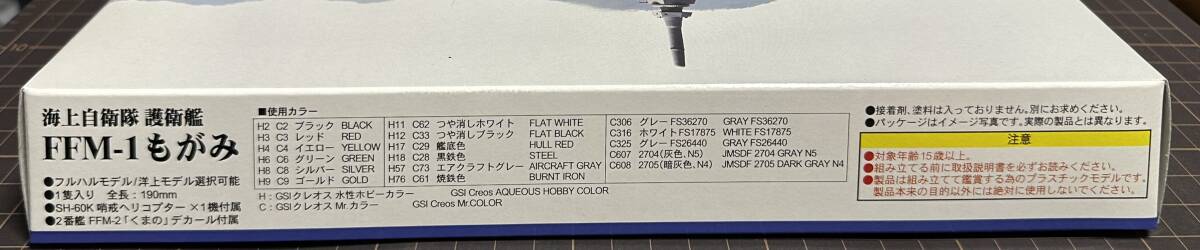 海上自衛隊 護衛艦
FFM-1もがみ
●フルハルモデル/洋上モデル選択可能
●1隻入り 全長：190mm
●SH-60K 哨戒ヘリコプター ×1機付属
●2番艦 FFM-2「くまの」デカール付属
■使用カラー
H2 C2 ブラック BLACK
H3 C3 レッド RED
H4 C4 イエロー YELLOW
H6 C6 グリーン GREEN
H8 C8 シルバー SILVER
H9 C9 ゴールド GOLD
H11 C62 つや消しホワイト FLAT WHITE
H12 C33 つや消しブラック FLAT BLACK
H17 C29 艦底色 HULL RED
H18 C28 黒鉄色 STEEL
H57 C73 エアクラフトグレー AIRCRAFT GRAY
H76 C61 焼鉄色 BURNT IRON
C306 グレー FS36270 GRAY FS36270
C316 ホワイト FS17875 WHITE FS17875
C325 グレー FS26440 GRAY FS26440
C607 2704(灰色、N5) JMSDF 2704 GRAY N5
C608 2705(暗灰色、N4) JMSDF 2705 DARK GRAY N4
H：GSIクレオス 水性ホビーカラー GSI Creos AQUEOUS HOBBY COLOR
C：GSIクレオス Mr.カラー GSI Creos Mr.COLOR
●接着剤、塗料は入っておりません。別にお求めください。
●パッケージはイメージ写真です。実際の製品とは異なります。
注意
●対象年齢15歳以上。
●組み立てる前に取扱説明書を必ずお読みください。
●製品は組み立てて鑑賞する為のプラスチックモデルです。
製品本来の目的以外には絶対に使用しないでください。
10